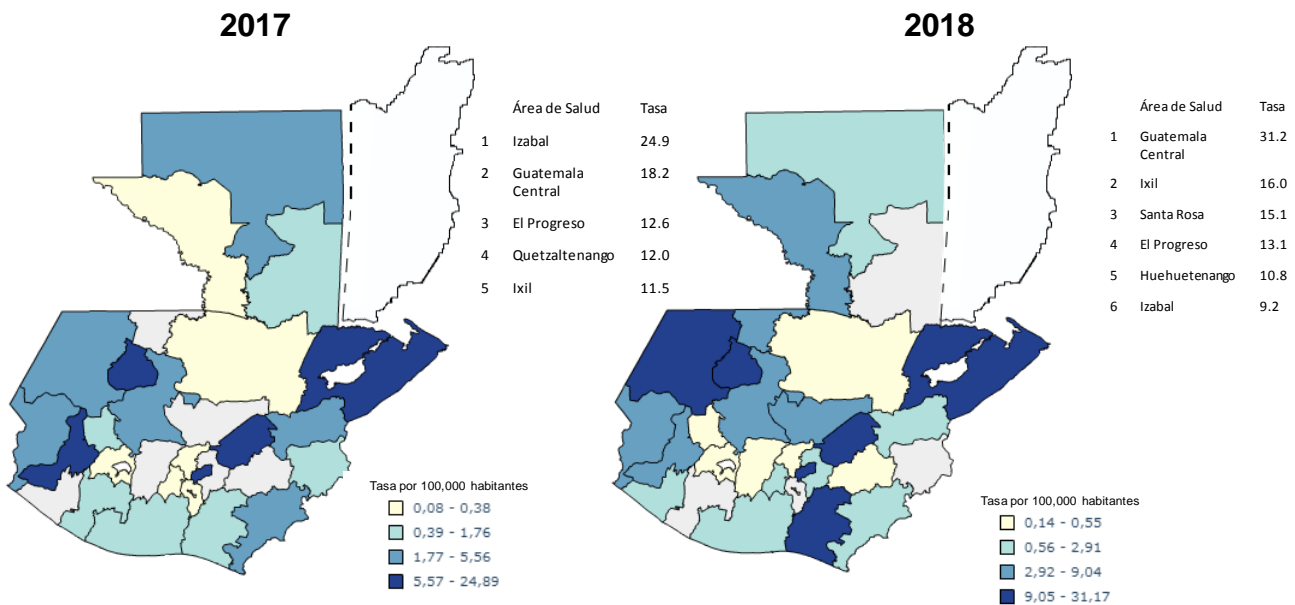 2017
Área de Salud Tasa
1 Izabal 24.9
2 Guatemala 18.2
Central
3 El Progreso 12.6
4 Quetzaltenango 12.0
5 Ixil 11.5
Tasa por 100,000 habitantes
0,08 - 0,38
0,39 - 1,76
1,77 - 5,56
5,57 - 24,89
2018
Área de Salud Tasa
1 Guatemala 31.2
Central
2 Ixil 16.0
3 Santa Rosa 15.1
4 El Progreso 13.1
5 Huehuetenango 10.8
6 Izabal 9.2
Tasa por 100,000 habitantes
0,14 - 0,55
0,56 - 2,91
2,92 - 9,04
9,05 - 31,17